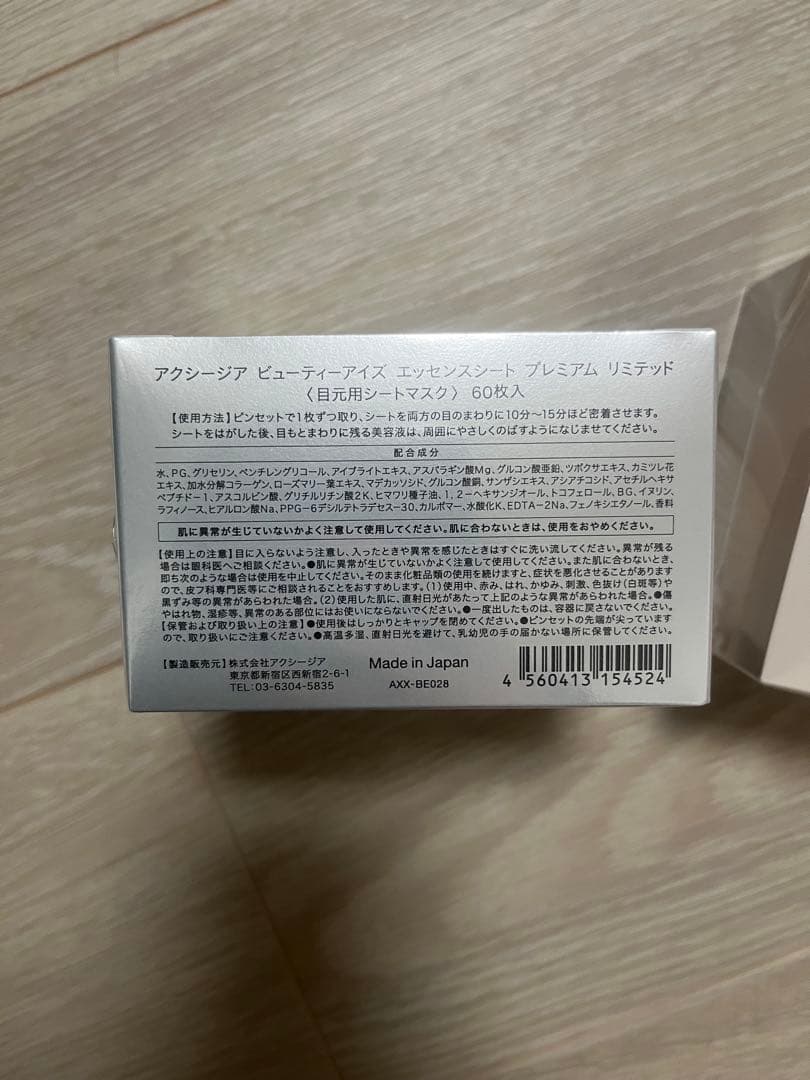 アクシージア ビューティーアイズ エッセンスシート プレミアム リミテッド
〈目元用シートマスク〉 60枚入
【使用方法】ピンセットで1枚ずつ取り、シートを両方の目のまわりに10分〜15分ほど密着させます。
シートをはがした後、目もとまわりに残る美容液は、周囲にやさしくのばすようになじませてください。
配合成分
水、PG、グリセリン、ペンチレングリコール、アイブライトエキス、アスパラギン酸Mg、グルコン酸亜鉛、ツボクサエキス、カミツレ花
エキス、加水分解コラーゲン、ローズマリー葉エキス、マデカッソシド、グルコン酸銅、サンザシエキス、アシアチコシド、アセチルヘキサ
ペプチド-1、アスコルビン酸、グリチルリチン酸2K、ヒマワリ種子油、1,2-ヘキサンジオール、トコフェロール、BG、イヌリン、
ラフィノース、ヒアルロン酸Na、PPG-6デシルテトラデセス-30、カルボマー、水酸化K、EDTA-2Na、フェノキシエタノール、香料
肌に異常が生じていないかよく注意して使用してください。肌に合わないときは、使用をおやめください。
【使用上の注意】目に入らないよう注意し、入ったときや異常を感じたときはすぐに洗い流してください。異常が残る
場合は眼科医へご相談ください。●肌に異常が生じていないかよく注意して使用してください。また肌に合わないとき、
即ち次のような場合は使用を中止してください。そのまま化粧品類の使用を続けますと、症状を悪化させることがあります
ので、皮フ科専門医等にご相談されることをおすすめします。(1)使用中、赤み、はれ、かゆみ、刺激、色抜け(白斑等)や
黒ずみ等の異常があらわれた場合。(2)使用した肌に、直射日光があたって上記のような異常があらわれた場合。●傷
やはれ物、湿疹等、異常のある部位にはお使いにならないでください。●一度出したものは、容器に戻さないでください。
【保管および取り扱い上の注意】●使用後はしっかりとキャップを閉めてください。●ピンセットの先端が尖っています
ので、取り扱いにご注意ください。●高温多湿、直射日光を避けて、乳幼児の手の届かない場所に保管してください。
【製造販売元】株式会社アクシージア
東京都新宿区西新宿2-6-1
TEL:03-6304-5835
Made in Japan
AXX-BE028
4 560413 154524